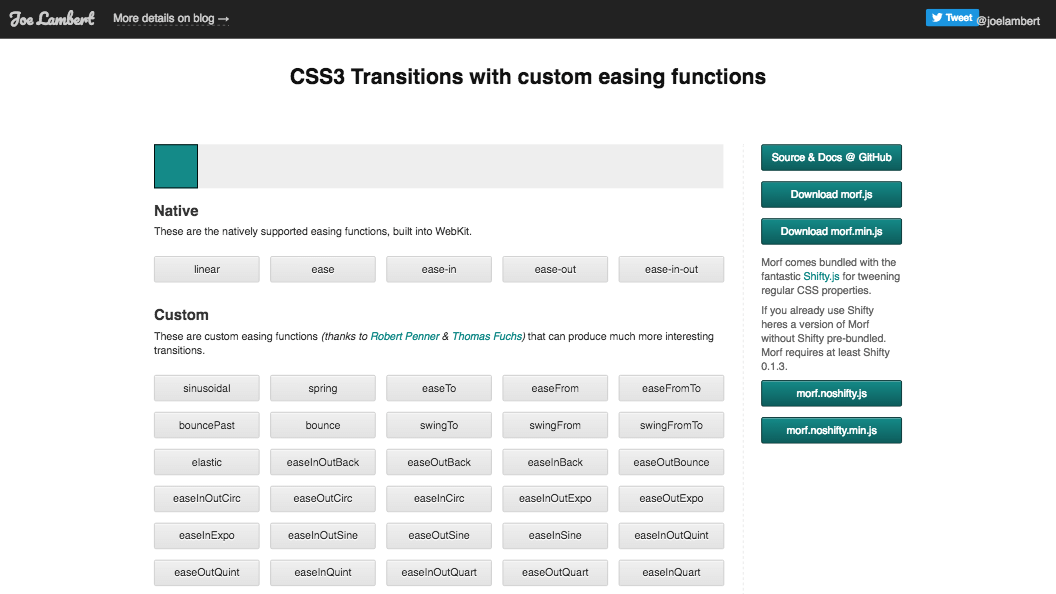 Joe Lambert
More details on blog →
Tweet
@joelambert
CSS3 Transitions with custom easing functions
Native
These are the natively supported easing functions, built into WebKit.
linear
ease
ease-in
ease-out
ease-in-out
Custom
These are custom easing functions (thanks to Robert Penner & Thomas Fuchs) that can produce much more interesting
transitions.
sinusoidal
spring
easeTo
easeFrom
easeFromTo
bouncePast
bounce
swingTo
swingFrom
swingFromTo
elastic
easeInOutBack
easeOutBack
easeInBack
easeOutBounce
easeInOutCirc
easeOutCirc
easeInCirc
easeInOutExpo
easeOutExpo
easeInExpo
easeInOutSine
easeOutSine
easeInSine
easeInOutQuint
easeOutQuint
easeInQuint
easeInOutQuart
easeOutQuart
easeInQuart
Source & Docs @ GitHub
Download morf.js
Download morf.min.js
Morf comes bundled with the
fantastic Shifty.js for tweening
regular CSS properties.
If you already use Shifty
heres a version of Morf
without Shifty pre-bundled.
Morf requires at least Shifty
0.1.3.
morf.noshifty.js
morf.noshifty.min.js